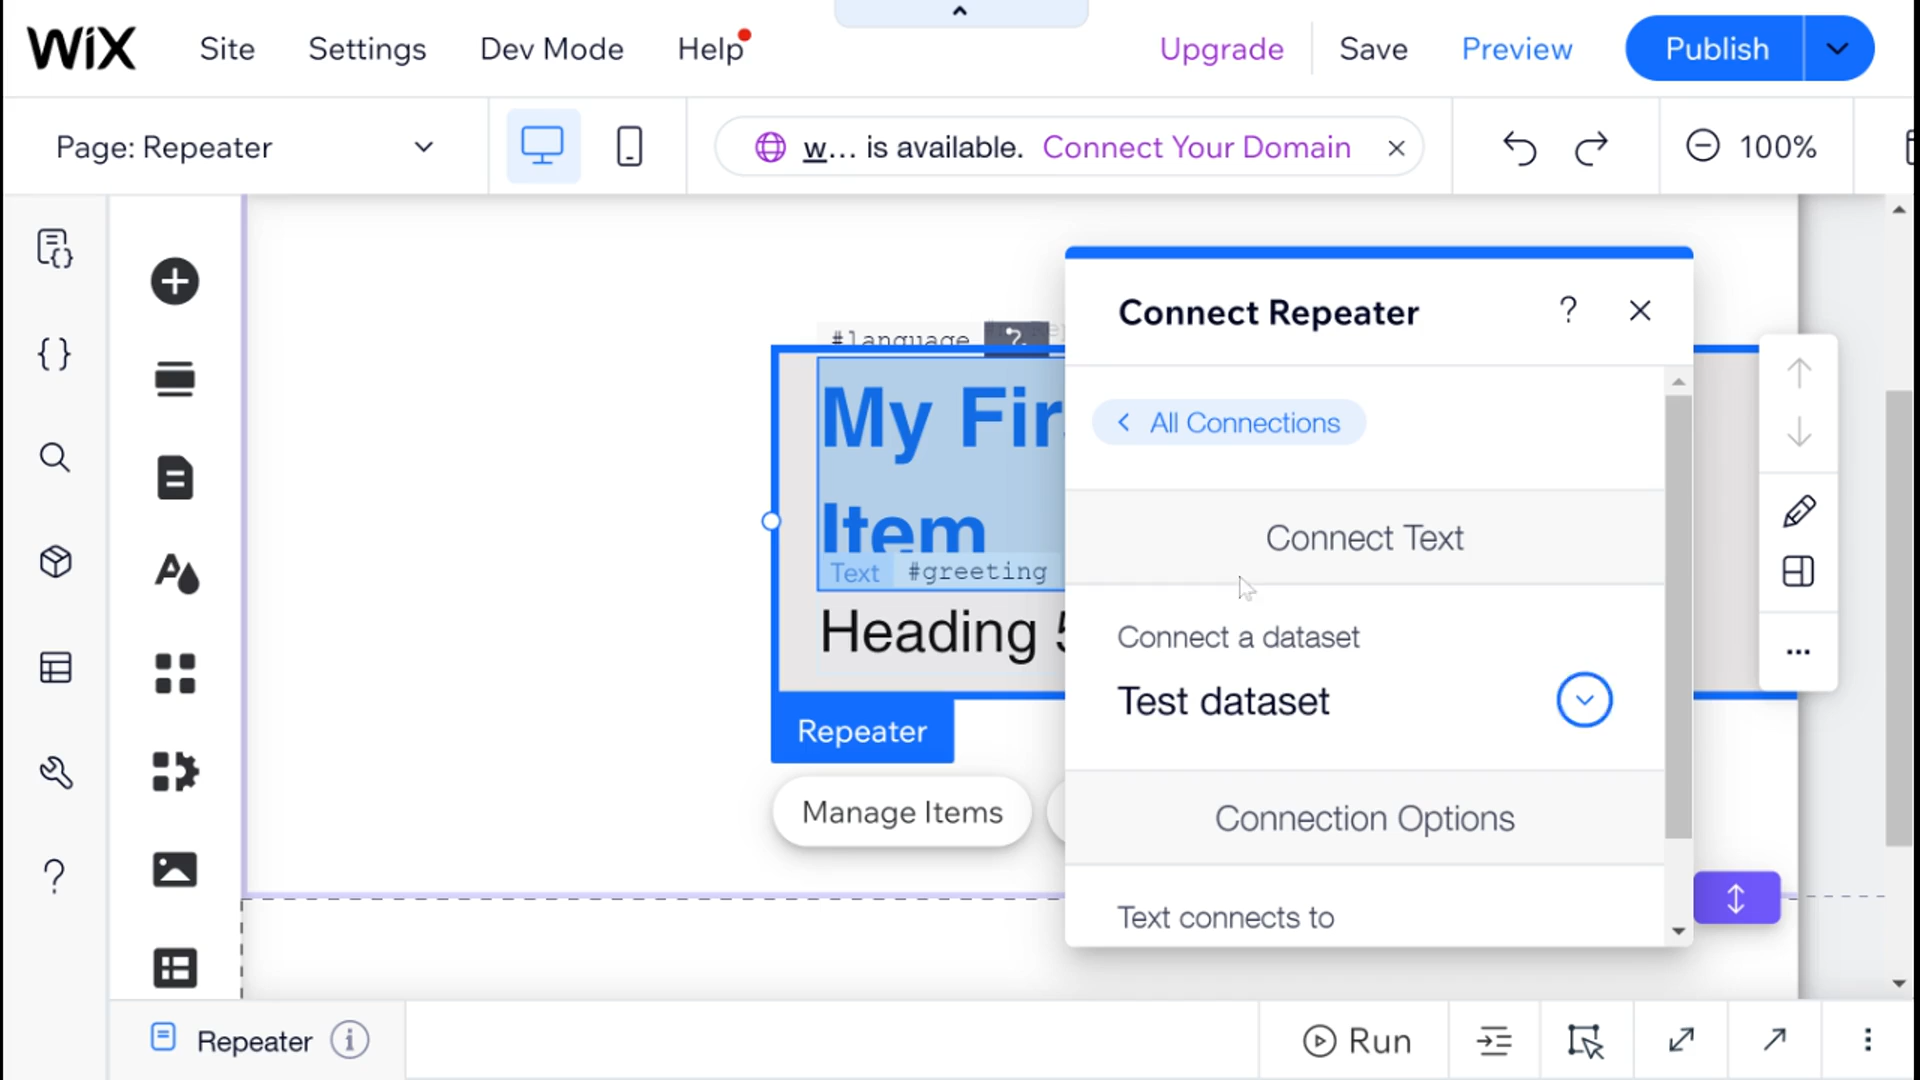 WiX Site Settings Dev Mode Help Upgrade Save Preview Publish
Page: Repeater w... is available. Connect Your Domain 100%
#language
Connect Repeater ?
All Connections
My Fir
Connect Text
Item
Text #greeting
Connect a dataset
Heading
Test dataset
Repeater
Manage Items
Connection Options
Text connects to
Repeater Run